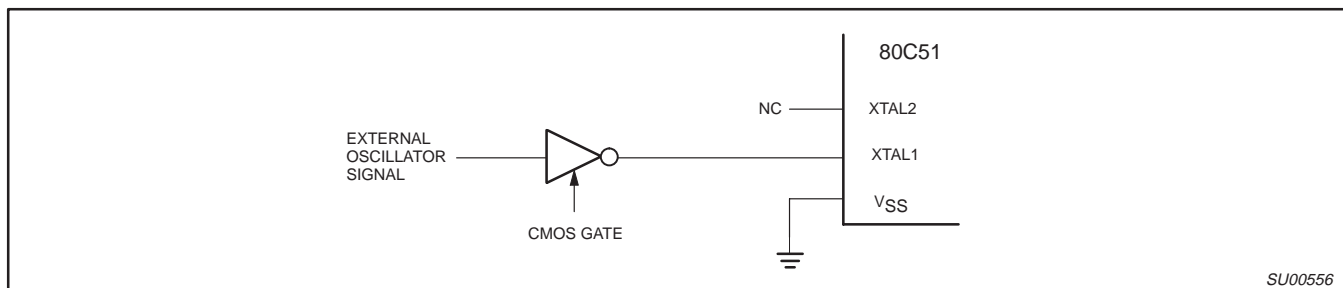 80C51
NC
XTAL2
EXTERNAL
OSCILLATOR
SIGNAL
XTAL1
VSS
CMOS GATE
SU00556